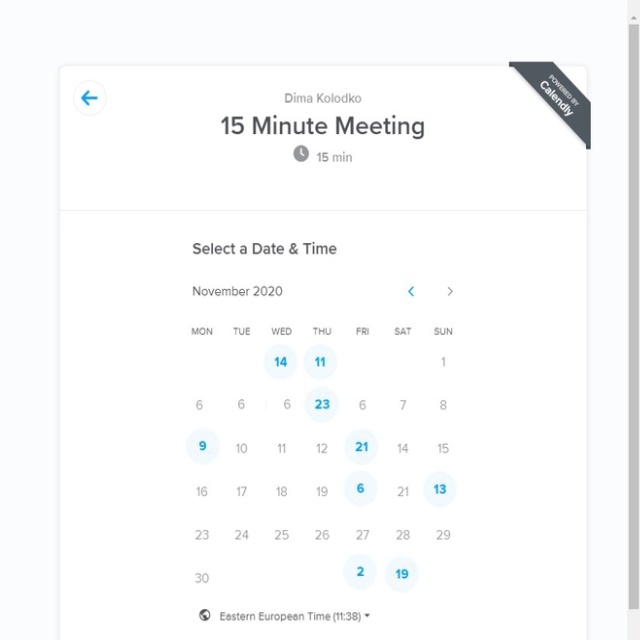 Dima Kolodko
POWERED BY
Calendly
15 Minute Meeting
15 min
Select a Date & Time
November 2020
MON TUE WED THU FRI SAT SUN
14 11 1
6 6 6 23 6 7 8
9 10 11 12 21 14 15
16 17 18 19 6 21 13
23 24 25 26 27 28 29
30 2 19
Eastern European Time (11:38)